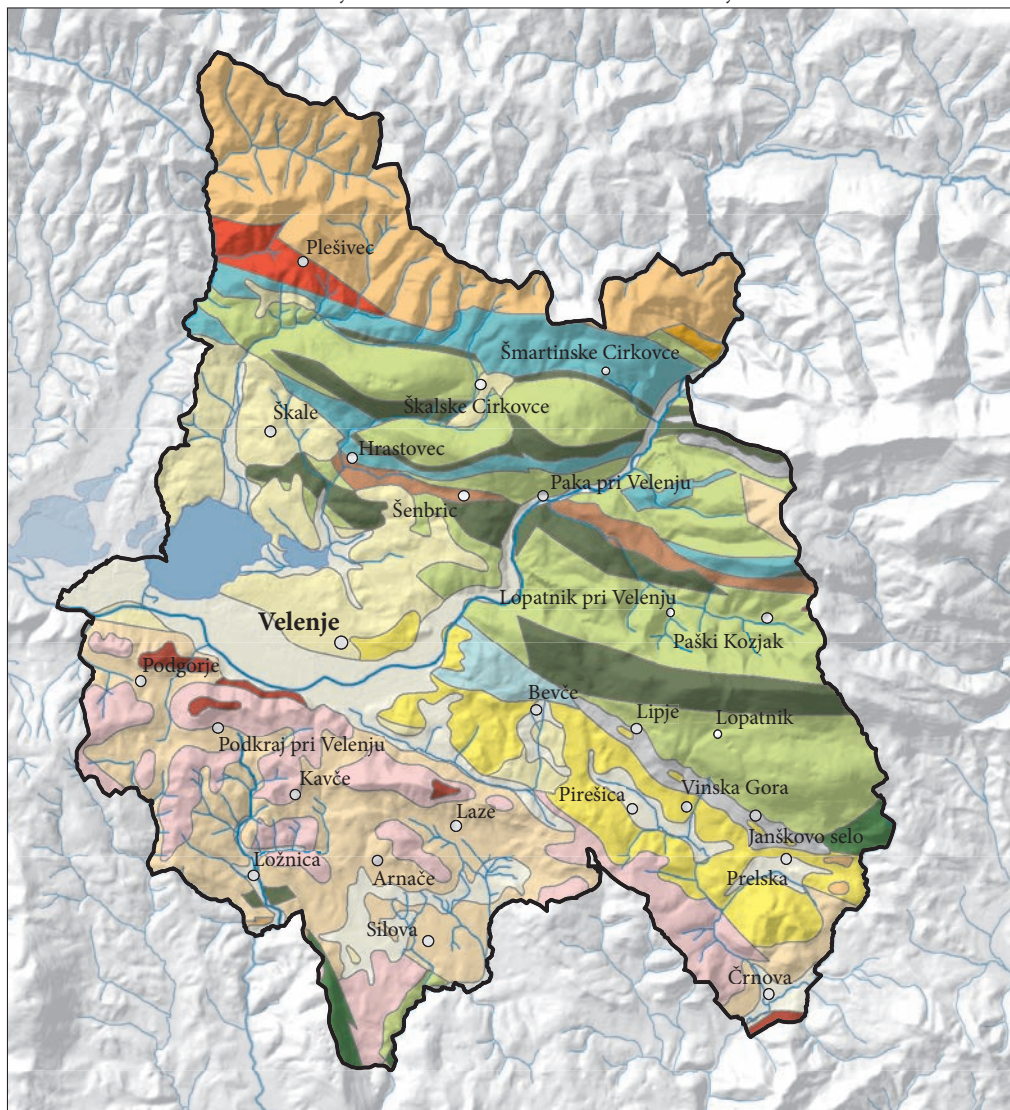 Plešivec
Šmartinske Cirkovce
Škalske Cirkovce
Škale
Hrastovec
Paka pri Velenju
Šenbric
Lopatnik pri Velenju
Velenje
Paški Kozjak
Podgorje
Bevče
Lipje
Lopatnik
Podkraj pri Velenju
Kavče
Vinska Gora
Pirešica
Laze
Janškovo selo
Ložnica
Arnače
Prelska
Silova
Črnova